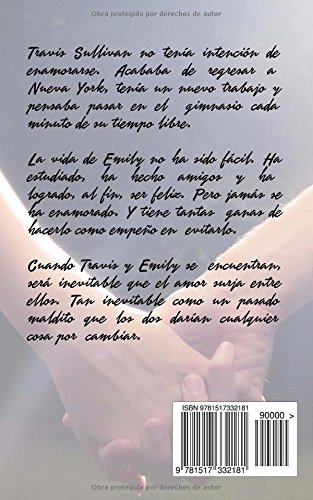 Obra protegida por derechos de autor
Travis Sullivan no tenía intención de
enamorarse. Acababa de regresar a
Nueva York, tenía un nuevo trabajo y
pensaba pasar en el gimnasio cada
minuto de su tiempo libre.
La vida de Emily no ha sido fácil. Ha
estudiado, ha hecho amigos y ha
logrado, al fin, ser feliz. Pero jamás se
ha enamorado. Y tiene tantas ganas de
hacerlo como empeño en evitarlo.
Cuando Travis y Emily se encuentran,
será inevitable que el amor surja entre
ellos. Tan inevitable como un pasado
maldito que los dos darían cualquier
cosa por cambiar.
ISBN 9781517332181
90000 >
9 781517 332181
Obra protegida por derechos de autor